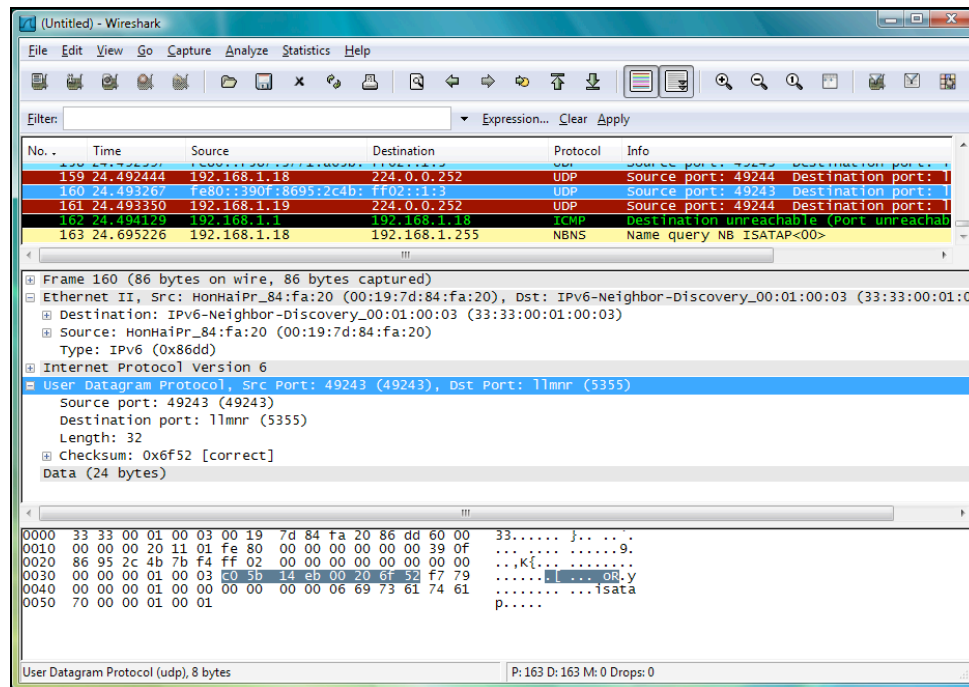 (Untitled) - Wireshark
File Edit View Go Capture Analyze Statistics Help
Filter: Expression... Clear Apply
No. . Time Source Destination Protocol Info
159 24.492444 192.168.1.18 224.0.0.252 UDP Source port: 49244 Destination port: l
160 24.493267 fe80::390f:8695:2c4b: ff02::1:3 UDP Source port: 49243 Destination port: l
161 24.493350 192.168.1.19 224.0.0.252 UDP Source port: 49244 Destination port: l
162 24.494129 192.168.1.1 192.168.1.18 ICMP Destination unreachable (Port unreachab
163 24.695226 192.168.1.18 192.168.1.255 NBNS Name query NB ISATAP<00>
Frame 160 (86 bytes on wire, 86 bytes captured)
Ethernet II, Src: HonHaiPr_84:fa:20 (00:19:7d:84:fa:20), Dst: IPv6-Neighbor-Discovery_00:01:00:03 (33:33:00:01:0
Destination: IPv6-Neighbor-Discovery_00:01:00:03 (33:33:00:01:00:03)
Source: HonHaiPr_84:fa:20 (00:19:7d:84:fa:20)
Type: IPv6 (0x86dd)
Internet Protocol Version 6
User Datagram Protocol, Src Port: 49243 (49243), Dst Port: llmnr (5355)
Source port: 49243 (49243)
Destination port: llmnr (5355)
Length: 32
Checksum: 0x6f52 [correct]
Data (24 bytes)
0000 33 33 00 01 00 03 00 19 7d 84 fa 20 86 dd 60 00 33...... }.. ..`.
0010 00 00 00 20 11 01 fe 80 00 00 00 00 00 00 39 0f ... .... ......9.
0020 86 95 2c 4b 7b f4 ff 02 00 00 00 00 00 00 00 00 ..,K{... ........
0030 00 00 00 01 00 03 c0 5b 14 eb 00 20 6f 52 f7 79 .......[ ... oR.y
0040 00 00 00 01 00 00 00 00 00 00 06 69 73 61 74 61 ........ ...isata
0050 70 00 00 01 00 01 p.....
User Datagram Protocol (udp), 8 bytes P: 163 D: 163 M: 0 Drops: 0